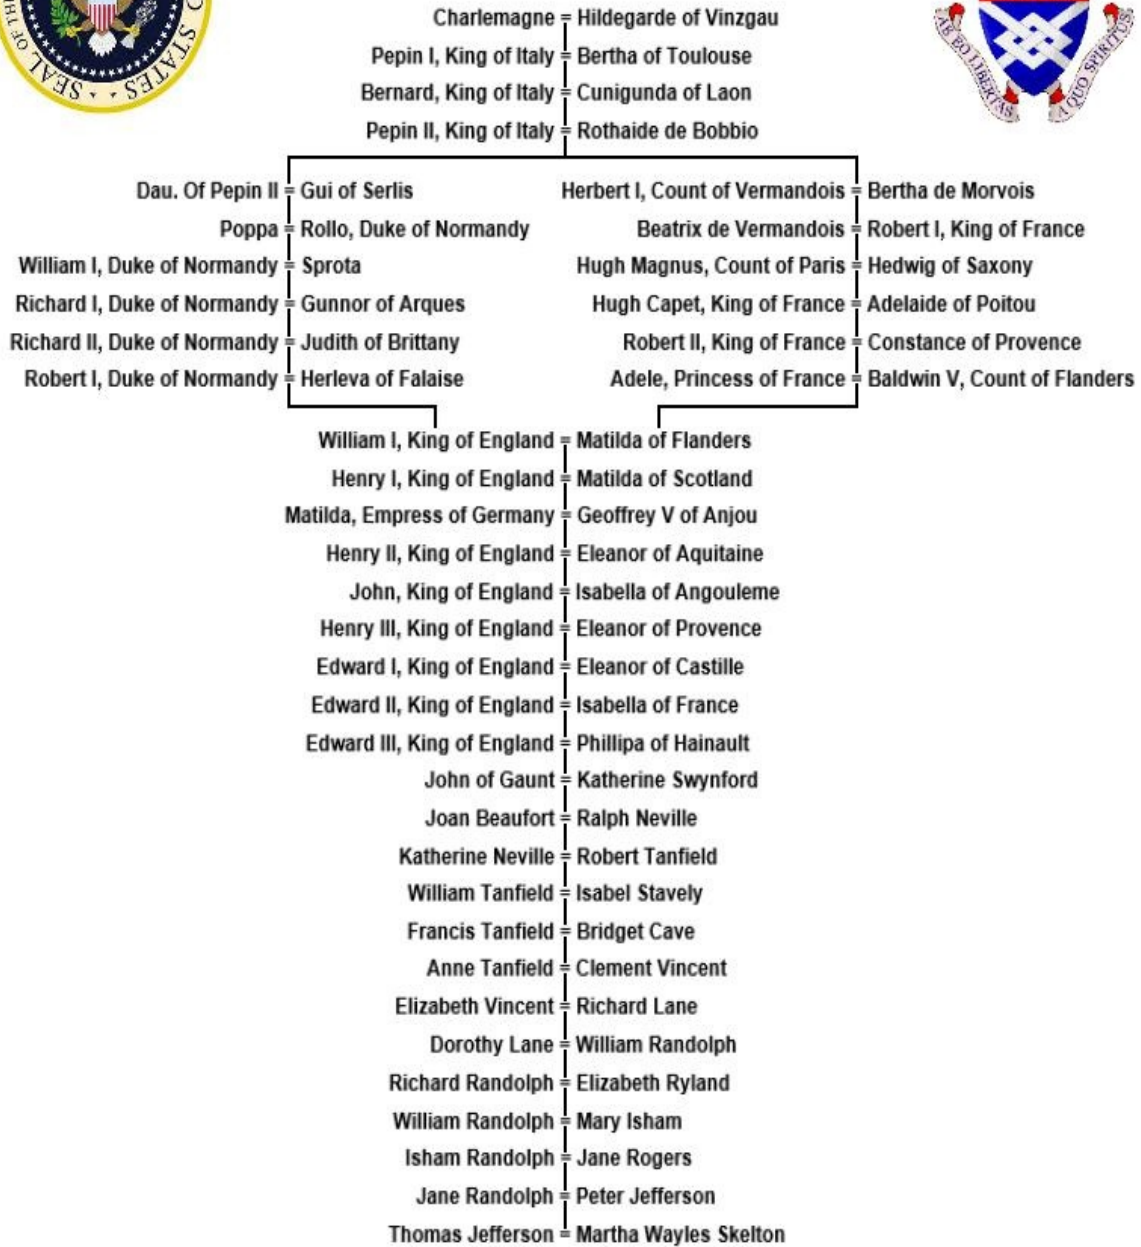 SEAL OF THE
STATES
AB EO LIBERTAS A QUO SPIRITUS
Charlemagne = Hildegarde of Vinzgau
Pepin I, King of Italy = Bertha of Toulouse
Bernard, King of Italy = Cunigunda of Laon
Pepin II, King of Italy = Rothaide de Bobbio
Dau. Of Pepin II = Gui of Serlis
Poppa = Rollo, Duke of Normandy
William I, Duke of Normandy = Sprota
Richard I, Duke of Normandy = Gunnor of Arques
Richard II, Duke of Normandy = Judith of Brittany
Robert I, Duke of Normandy = Herleva of Falaise
Herbert I, Count of Vermandois = Bertha de Morvois
Beatrix de Vermandois = Robert I, King of France
Hugh Magnus, Count of Paris = Hedwig of Saxony
Hugh Capet, King of France = Adelaide of Poitou
Robert II, King of France = Constance of Provence
Adele, Princess of France = Baldwin V, Count of Flanders
William I, King of England = Matilda of Flanders
Henry I, King of England = Matilda of Scotland
Matilda, Empress of Germany = Geoffrey V of Anjou
Henry II, King of England = Eleanor of Aquitaine
John, King of England = Isabella of Angouleme
Henry III, King of England = Eleanor of Provence
Edward I, King of England = Eleanor of Castille
Edward II, King of England = Isabella of France
Edward III, King of England = Phillipa of Hainault
John of Gaunt = Katherine Swynford
Joan Beaufort = Ralph Neville
Katherine Neville = Robert Tanfield
William Tanfield = Isabel Stavely
Francis Tanfield = Bridget Cave
Anne Tanfield = Clement Vincent
Elizabeth Vincent = Richard Lane
Dorothy Lane = William Randolph
Richard Randolph = Elizabeth Ryland
William Randolph = Mary Isham
Isham Randolph = Jane Rogers
Jane Randolph = Peter Jefferson
Thomas Jefferson = Martha Wayles Skelton